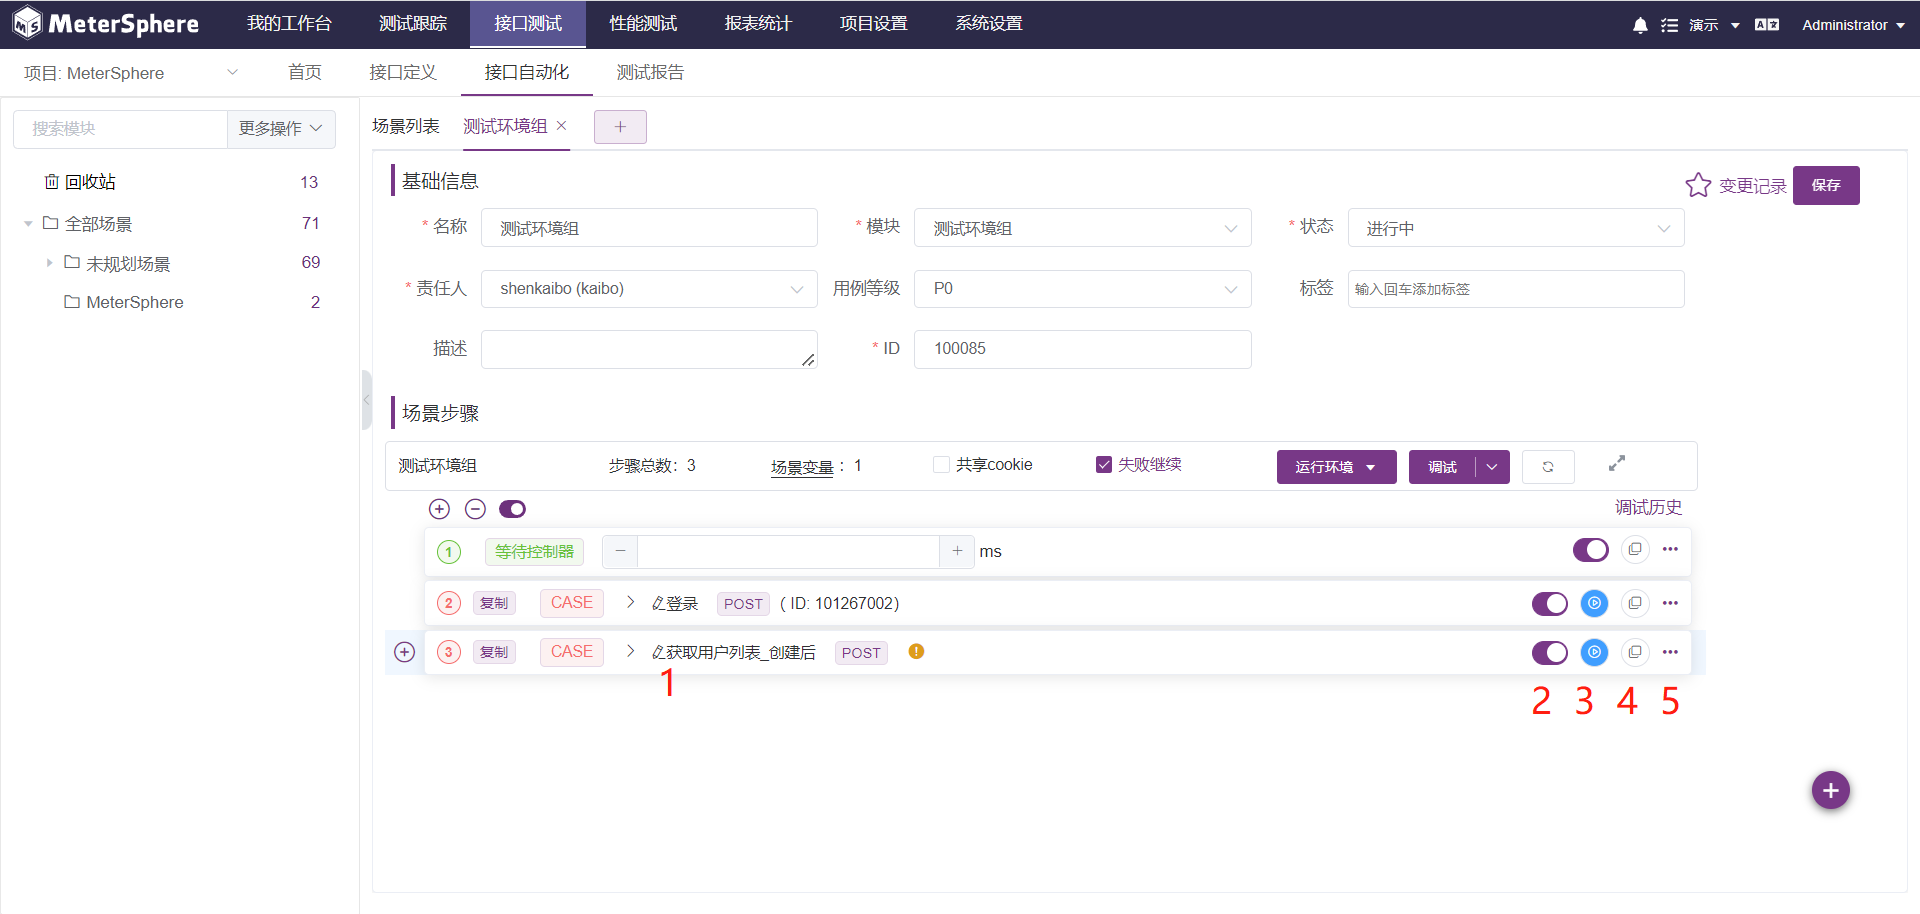 MeterSphere 我的工作台 测试跟踪 接口测试 性能测试 报表统计 项目设置 系统设置 演示 Administrator
项目: MeterSphere 首页 接口定义 接口自动化 测试报告
搜索模块 更多操作
回收站 13
全部场景 71
未规划场景 69
MeterSphere 2
场景列表 测试环境组
基础信息 变更记录 保存
* 名称 测试环境组 * 模块 测试环境组 * 状态 进行中
* 责任人 shenkaibo (kaibo) 用例等级 P0 标签 输入回车添加标签
描述 * ID 100085
场景步骤
测试环境组 步骤总数: 3 场景变量 : 1 共享cookie 失败继续 运行环境 调试
调试历史
1 等待控制器 ms
2 复制 CASE 登录 POST ( ID: 101267002)
3 复制 CASE 获取用户列表_创建后 POST
1 2 3 4 5